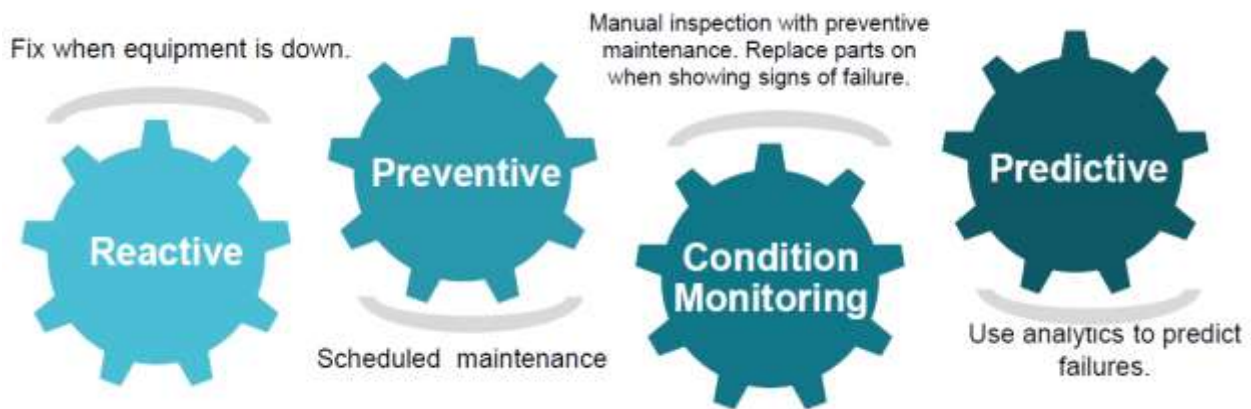 Fix when equipment is down.
Reactive
Preventive
Scheduled maintenance
Manual inspection with preventive
maintenance. Replace parts on
when showing signs of failure.
Condition
Monitoring
Predictive
Use analytics to predict
failures.